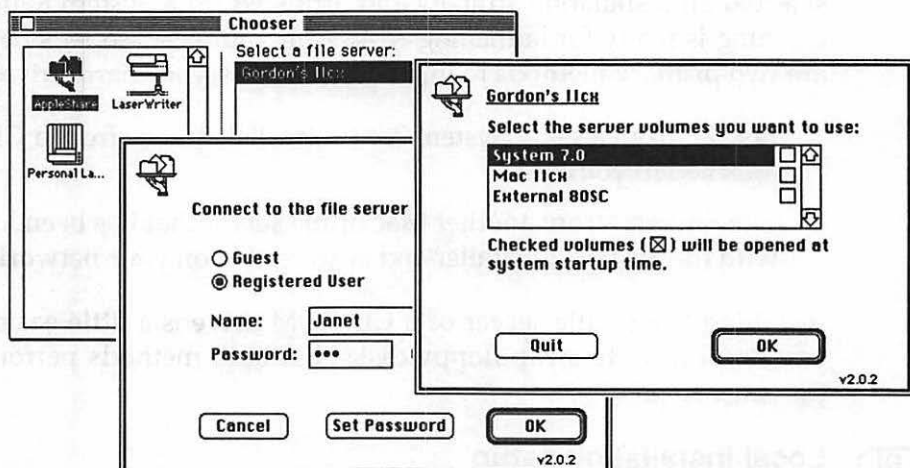 Chooser
Select a file server:
Gordon's IIcx
AppleShare
LaserWriter
Personal La...
Connect to the file server
Guest
Registered User
Name: Janet
Password: •••
Cancel
Set Password
OK
v2.0.2
Gordon's IIcx
Select the server volumes you want to use:
System 7.0
Mac IIcx
External 80SC
Checked volumes (☒) will be opened at
system startup time.
Quit
OK
v2.0.2